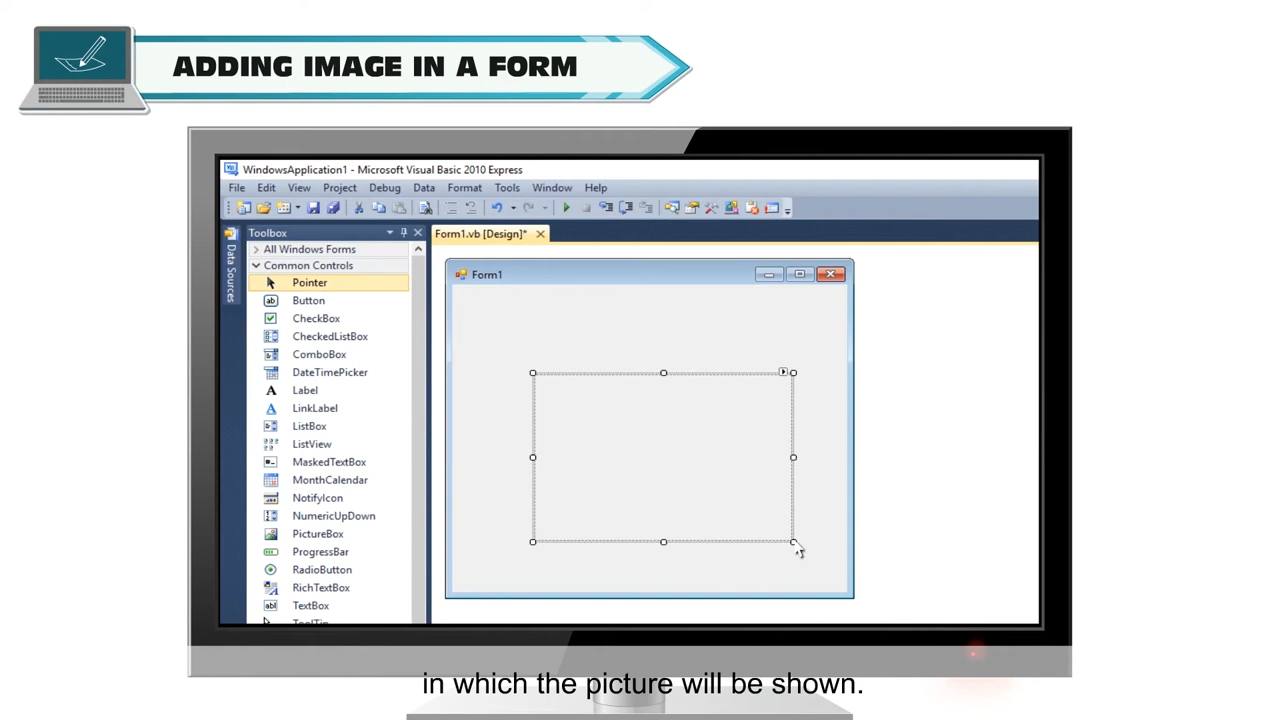 ADDING IMAGE IN A FORM
WindowsApplication1 - Microsoft Visual Basic 2010 Express
File Edit View Project Debug Data Format Tools Window Help
Toolbox
Form1.vb [Design]*
Data Sources
All Windows Forms
Common Controls
Form1
Pointer
Button
CheckBox
CheckedListBox
ComboBox
DateTimePicker
Label
LinkLabel
ListBox
ListView
MaskedTextBox
MonthCalendar
NotifyIcon
NumericUpDown
PictureBox
ProgressBar
RadioButton
RichTextBox
TextBox
ToolTip
in which the picture will be shown.